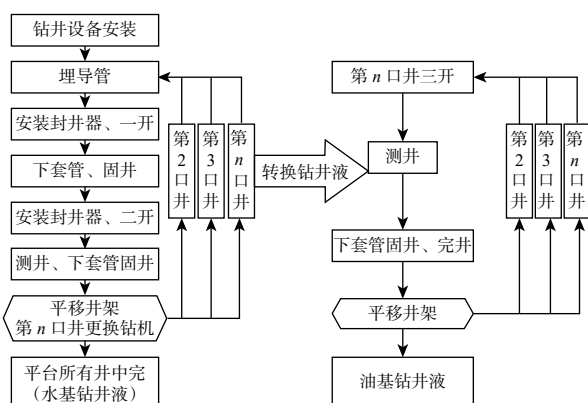 钻井设备安装
埋导管
安装封井器、一开
下套管、固井
安装封井器、二开
测井、下套管固井
平移井架
第 n 口井更换钻机
平台所有井中完
（水基钻井液）
第2口井
第3口井
第n口井
转换钻井液
第 n 口井三开
测井
下套管固井、完井
平移井架
油基钻井液
第2口井
第3口井
第n口井